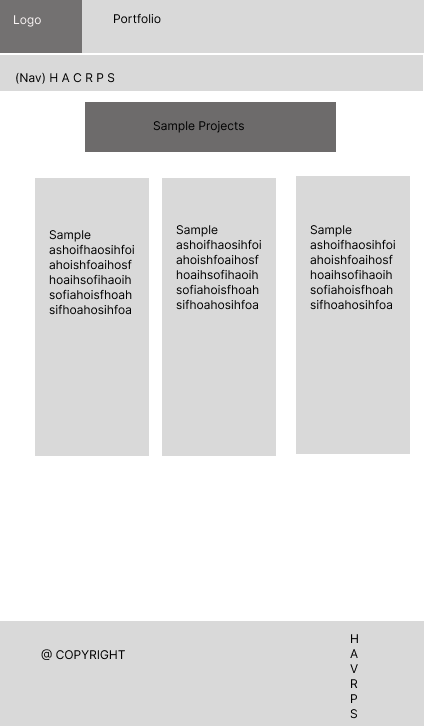 Logo
Portfolio
(Nav) H A C R P S
Sample Projects
Sample
ashoifhaosihfoi
ahoishfoaihosf
hoaihsofihaoih
sofiahoisfhoah
sifhoahosihfoa
Sample
ashoifhaosihfoi
ahoishfoaihosf
hoaihsofihaoih
sofiahoisfhoah
sifhoahosihfoa
Sample
ashoifhaosihfoi
ahoishfoaihosf
hoaihsofihaoih
sofiahoisfhoah
sifhoahosihfoa
@ COPYRIGHT
H
A
V
R
P
S